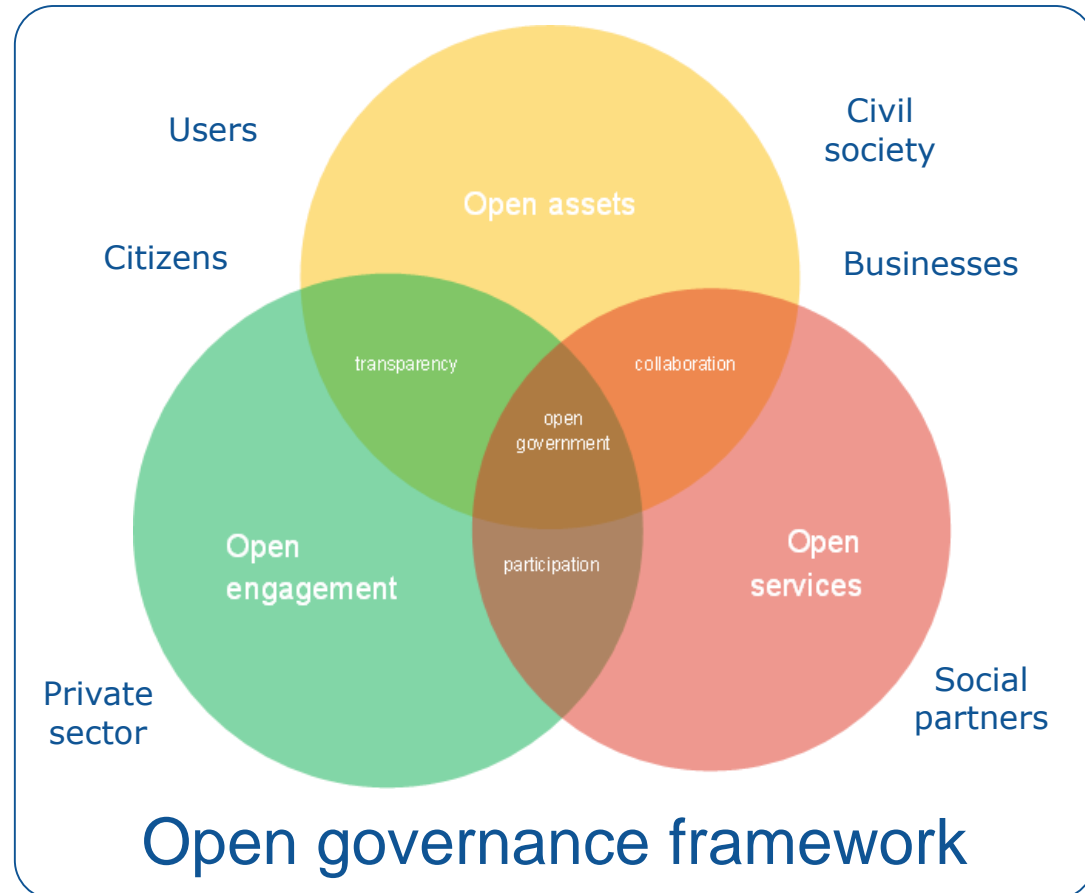 Users
Civil
society
Open assets
Citizens
Businesses
transparency
collaboration
open
government
Open
engagement
participation
Open
services
Private
sector
Social
partners
Open governance framework